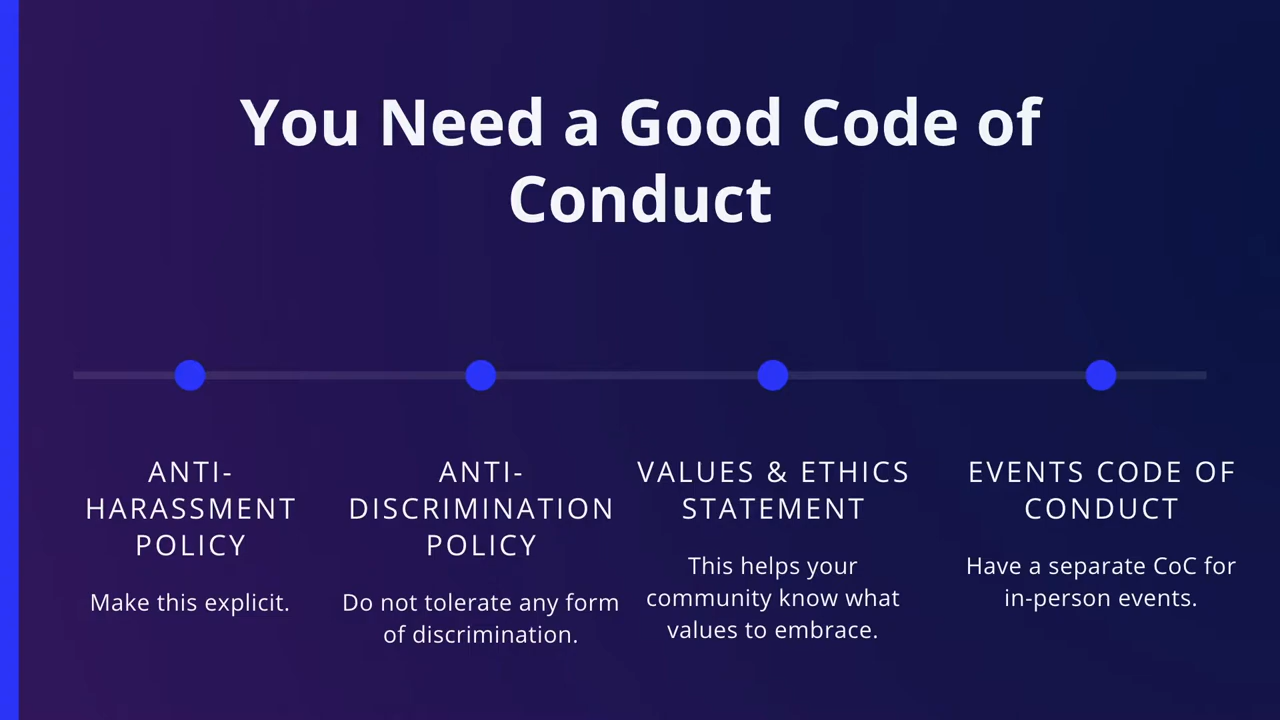 You Need a Good Code of
Conduct
ANTI-
HARASSMENT
POLICY
Make this explicit.
ANTI-
DISCRIMINATION
POLICY
Do not tolerate any form
of discrimination.
VALUES & ETHICS
STATEMENT
This helps your
community know what
values to embrace.
EVENTS CODE OF
CONDUCT
Have a separate CoC for
in-person events.